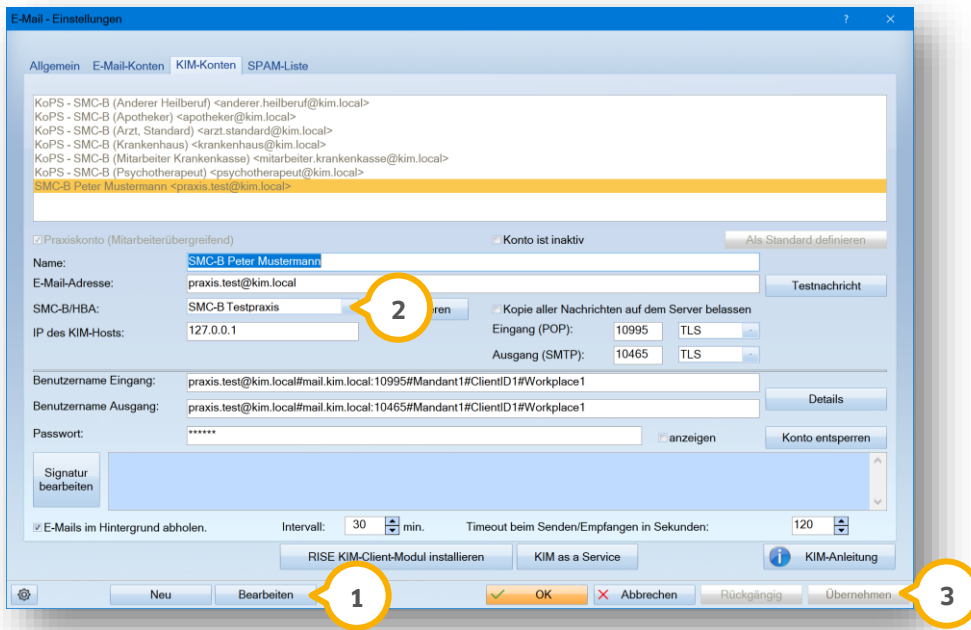 E-Mail - Einstellungen ? ×
Allgemein E-Mail-Konten KIM-Konten SPAM-Liste
KoPS - SMC-B (Anderer Heilberuf) <anderer.heilberuf@kim.local>
KoPS - SMC-B (Apotheker) <apotheker@kim.local>
KoPS - SMC-B (Arzt, Standard) <arzt.standard@kim.local>
KoPS - SMC-B (Krankenhaus) <krankenhaus@kim.local>
KoPS - SMC-B (Mitarbeiter Krankenkasse) <mitarbeiter.krankenkasse@kim.local>
KoPS - SMC-B (Psychotherapeut) <psychotherapeut@kim.local>
SMC-B Peter Mustermann <praxis.test@kim.local>
Praxiskonto (Mitarbeiterübergreifend) Konto ist inaktiv Als Standard definieren
Name: SMC-B Peter Mustermann
E-Mail-Adresse: praxis.test@kim.local Testnachricht
SMC-B/HBA: SMC-B Testpraxis 2 ren Kopie aller Nachrichten auf dem Server belassen
IP des KIM-Hosts: 127.0.0.1 Eingang (POP): 10995 TLS
Ausgang (SMTP): 10465 TLS
Benutzername Eingang: praxis.test@kim.local#mail.kim.local:10995#Mandant1#ClientID1#Workplace1
Benutzername Ausgang: praxis.test@kim.local#mail.kim.local:10465#Mandant1#ClientID1#Workplace1 Details
Passwort: ****** anzeigen Konto entsperren
Signatur
bearbeiten
E-Mails im Hintergrund abholen. Intervall: 30 min. Timeout beim Senden/Empfangen in Sekunden: 120
RISE KIM-Client-Modul installieren KIM as a Service KIM-Anleitung
Neu Bearbeiten 1 OK Abbrechen Rückgängig Übernehmen 3